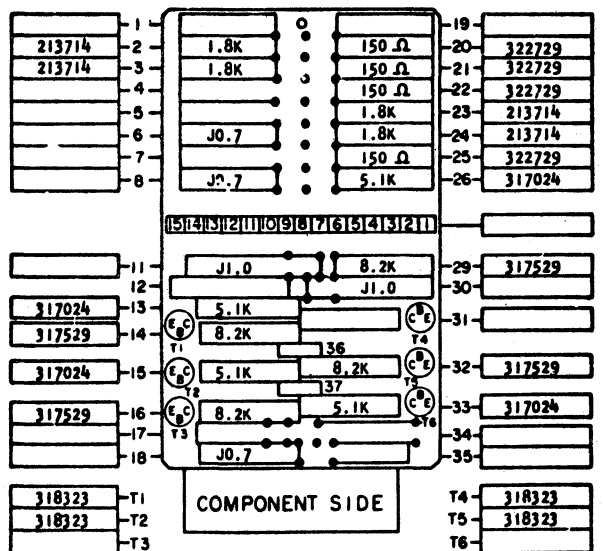 1 19
213714 2 1.8K 150 Ω 20 322729
213714 3 1.8K 150 Ω 21 322729
4 150 Ω 22 322729
5 1.8K 23 213714
6 J0.7 1.8K 24 213714
7 150 Ω 25 322729
8 J0.7 5.1K 26 317024
15 14 13 12 11 10 9 8 7 6 5 4 3 2 1
11 J1.0 8.2K 29 317529
12 J1.0 30
317024 13 5.1K C B E 31
317529 14 E B C 8.2K T4
T1 36
317024 15 E B C 5.1K 8.2K C B E 32 317529
T2 37 T5
317529 16 E B C 8.2K 5.1K C B E 33 317024
17 T3 T6 34
18 J0.7 35
318323 T1 COMPONENT SIDE T4 318323
318323 T2 T5 318323
T3 T6